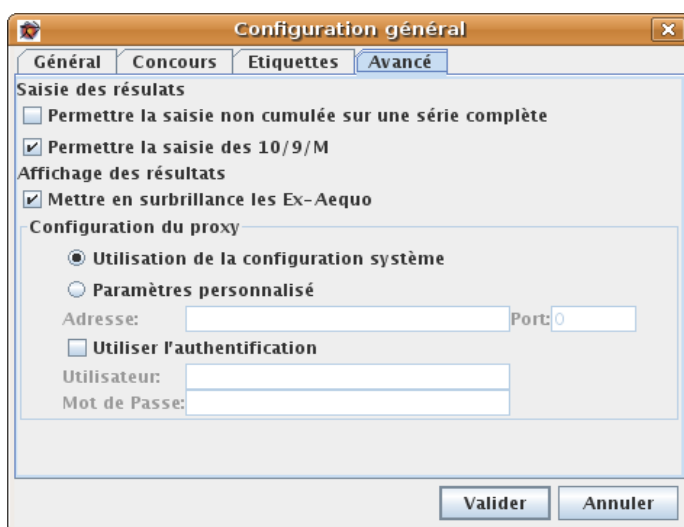 Configuration général
Général Concours Etiquettes Avancé
Saisie des résulats
Permettre la saisie non cumulée sur une série complète
Permettre la saisie des 10/9/M
Affichage des résultats
Mettre en surbrillance les Ex-Aequo
Configuration du proxy
Utilisation de la configuration système
Paramètres personnalisé
Adresse: Port: 0
Utiliser l'authentification
Utilisateur:
Mot de Passe:
Valider Annuler